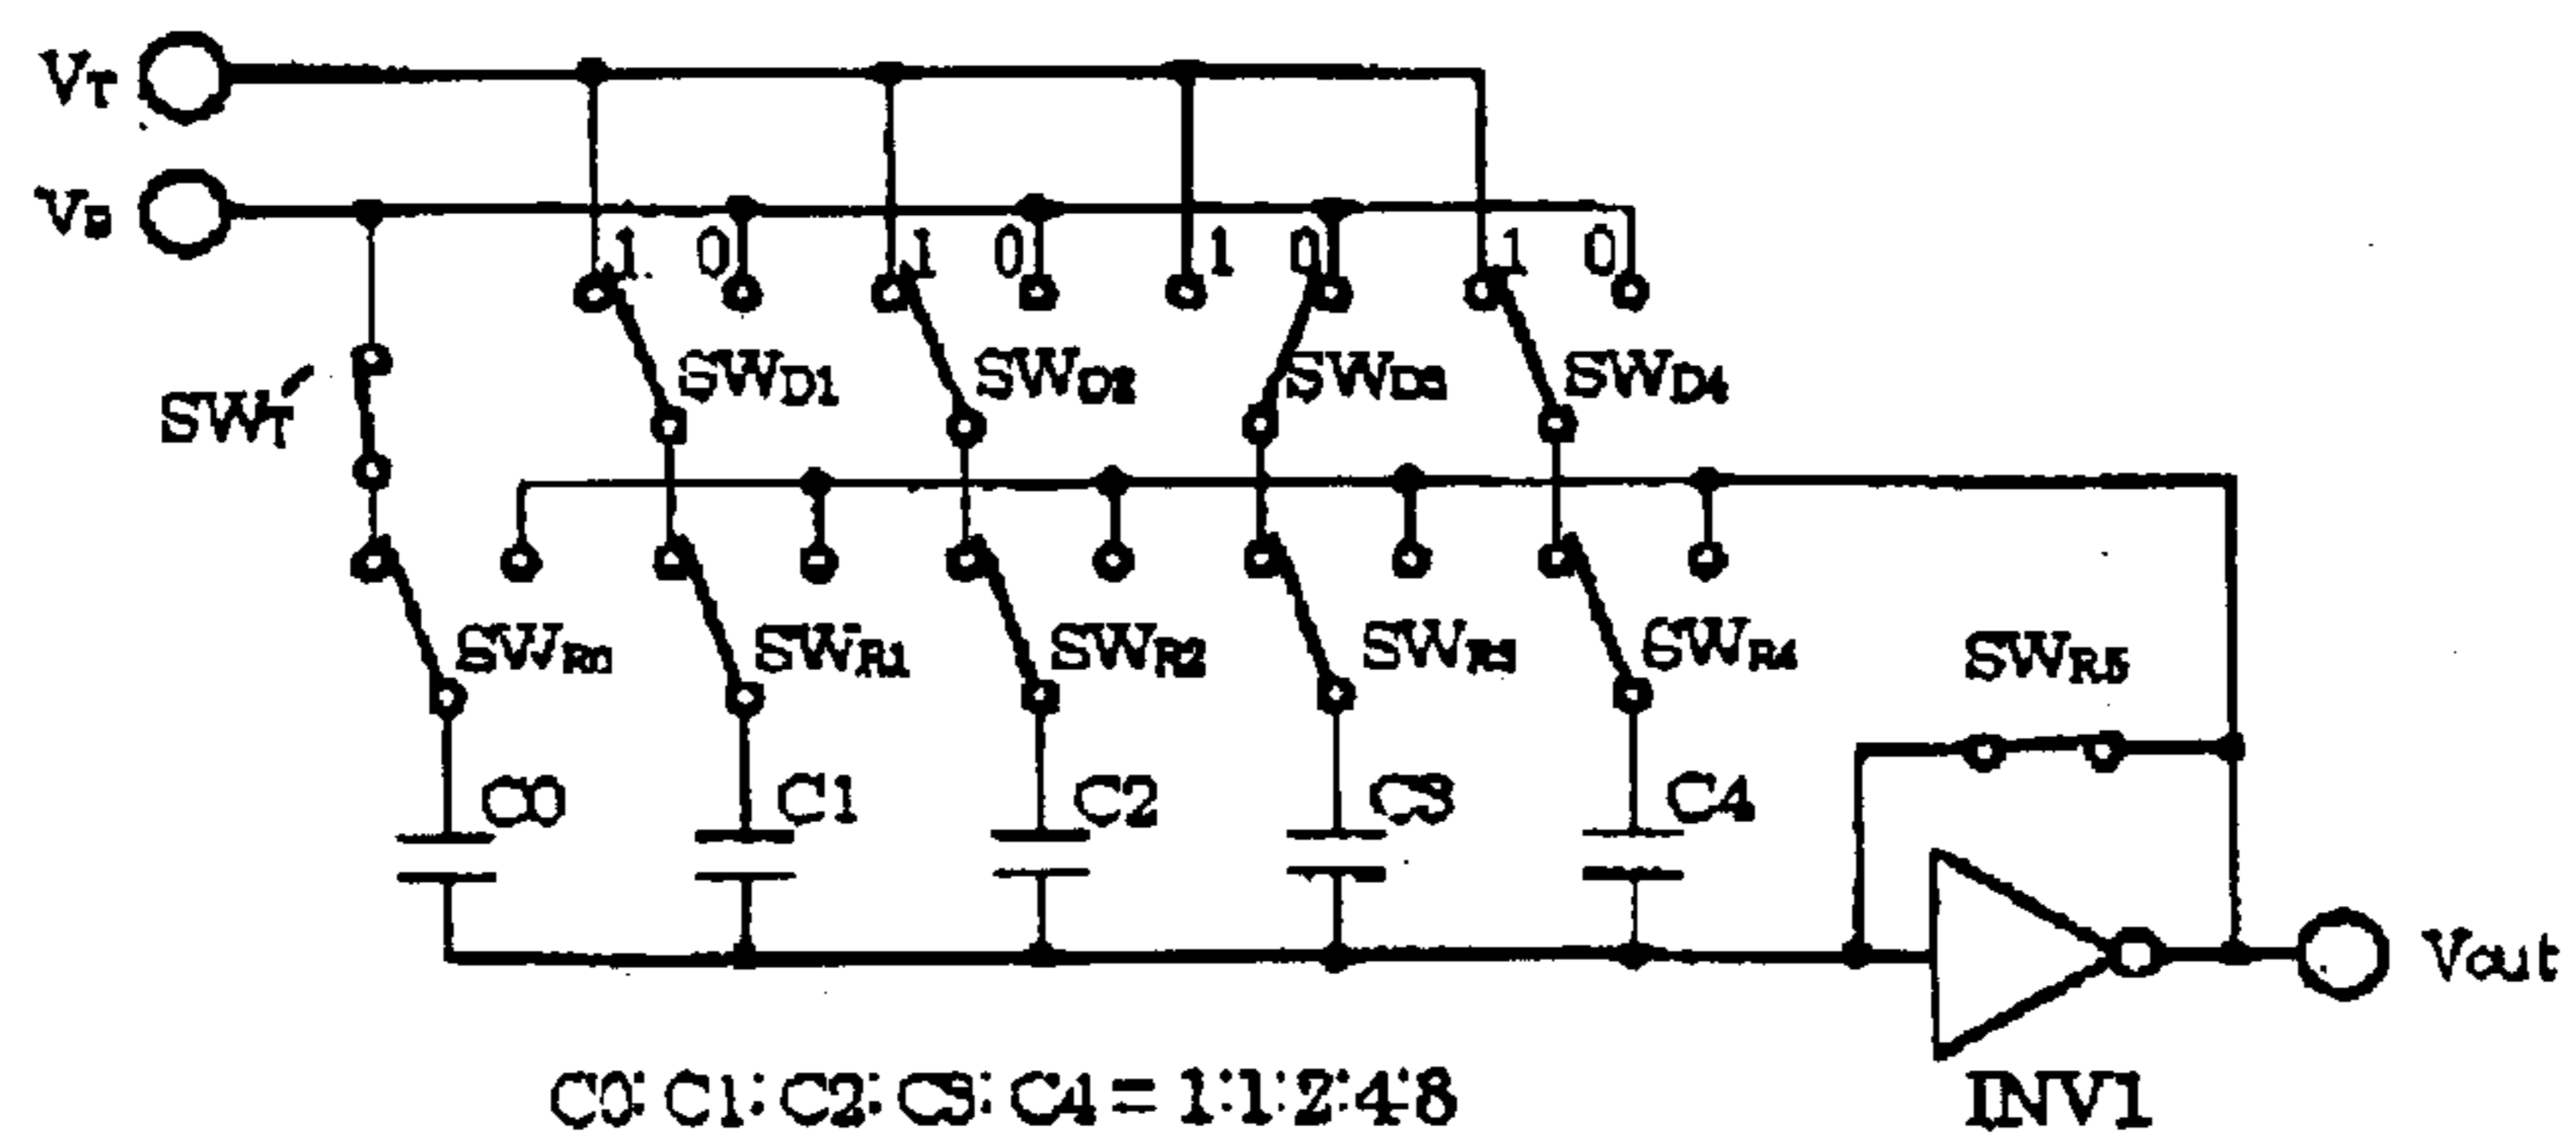 VT
VB
1 0 1 0 1 0 1 0
SWT
SWD1 SWD2 SWD3 SWD4
SWR0 SWR1 SWR2 SWR3 SWR4 SWR5
C0 C1 C2 C3 C4
Vout
C0:C1:C2:C3:C4=1:1:2:4:8
INV1